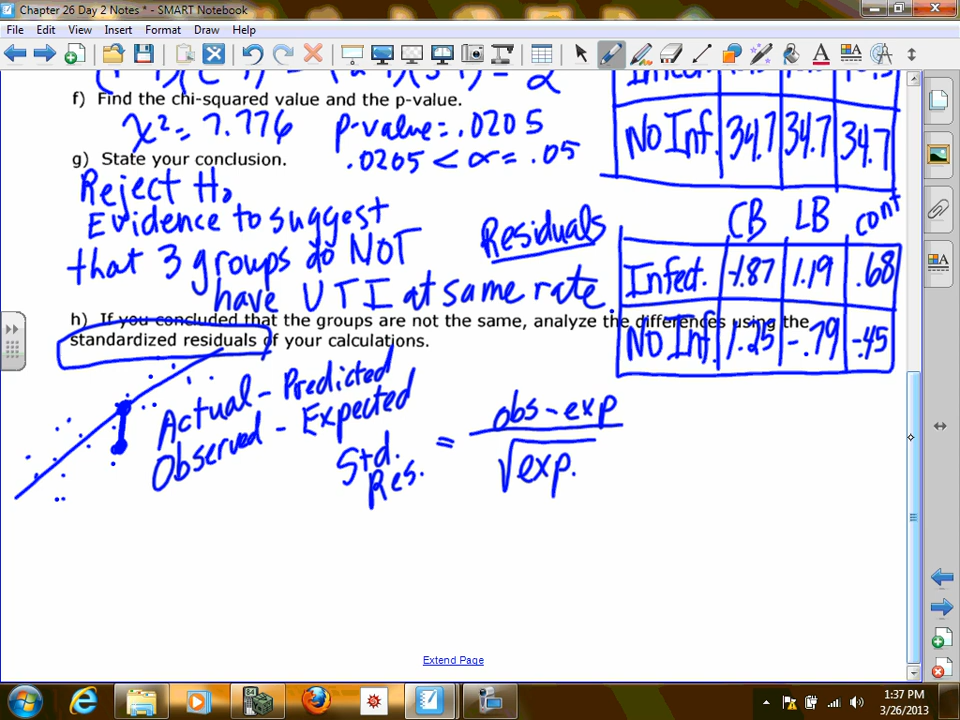 Chapter 26 Day 2 Notes * - SMART Notebook
File Edit View Insert Format Draw Help
f) Find the chi-squared value and the p-value.
χ² = 7.776 p-value = .0205
No Inf. 34.7 34.7 34.7
g) State your conclusion.
.0205 < α = .05
Reject H₀
Evidence to suggest
that 3 groups do NOT
have UTI at same rate.
Residuals
CB LB cont
Infect. -1.87 1.19 .68
No Inf. 1.25 -.79 -.45
h) If you concluded that the groups are not the same, analyze the differences using the
standardized residuals of your calculations.
Actual - Predicted
Observed - Expected
Std. Res. = obs - exp
√exp.
Extend Page
1:37 PM
3/26/2013